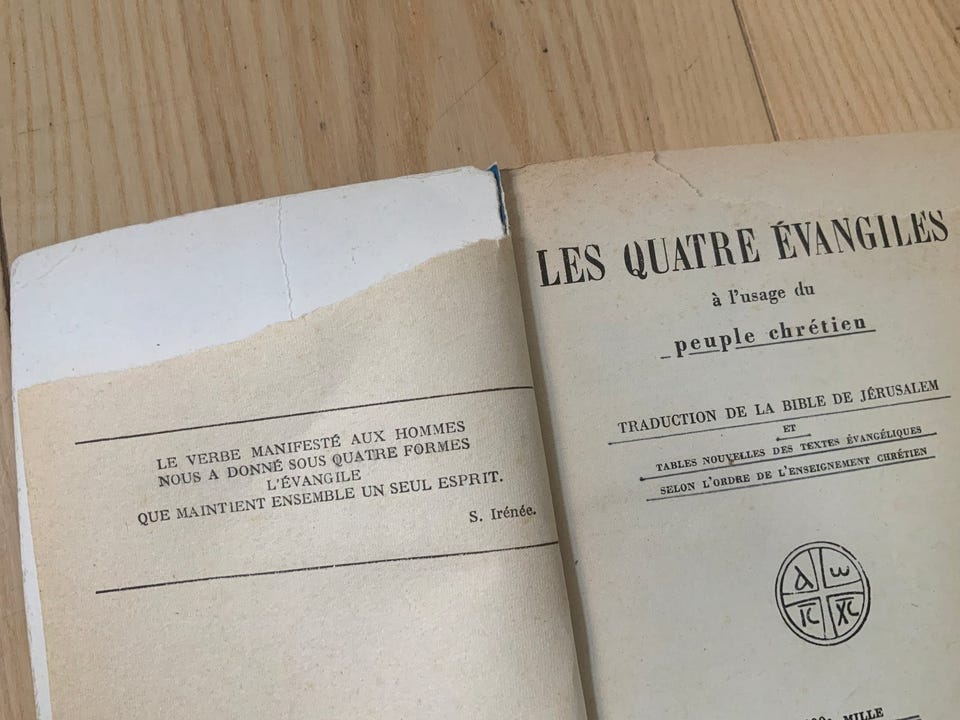 LE VERBE MANIFESTÉ AUX HOMMES
NOUS A DONNÉ SOUS QUATRE FORMES
L'ÉVANGILE
QUE MAINTIENT ENSEMBLE UN SEUL ESPRIT.
S. Irénée.
LES QUATRE ÉVANGILES
à l'usage du
peuple chrétien
TRADUCTION DE LA BIBLE DE JÉRUSALEM
ET
TABLES NOUVELLES DES TEXTES ÉVANGÉLIQUES
SELON L'ORDRE DE L'ENSEIGNEMENT CHRÉTIEN
Α ω
IC XC
MILLE